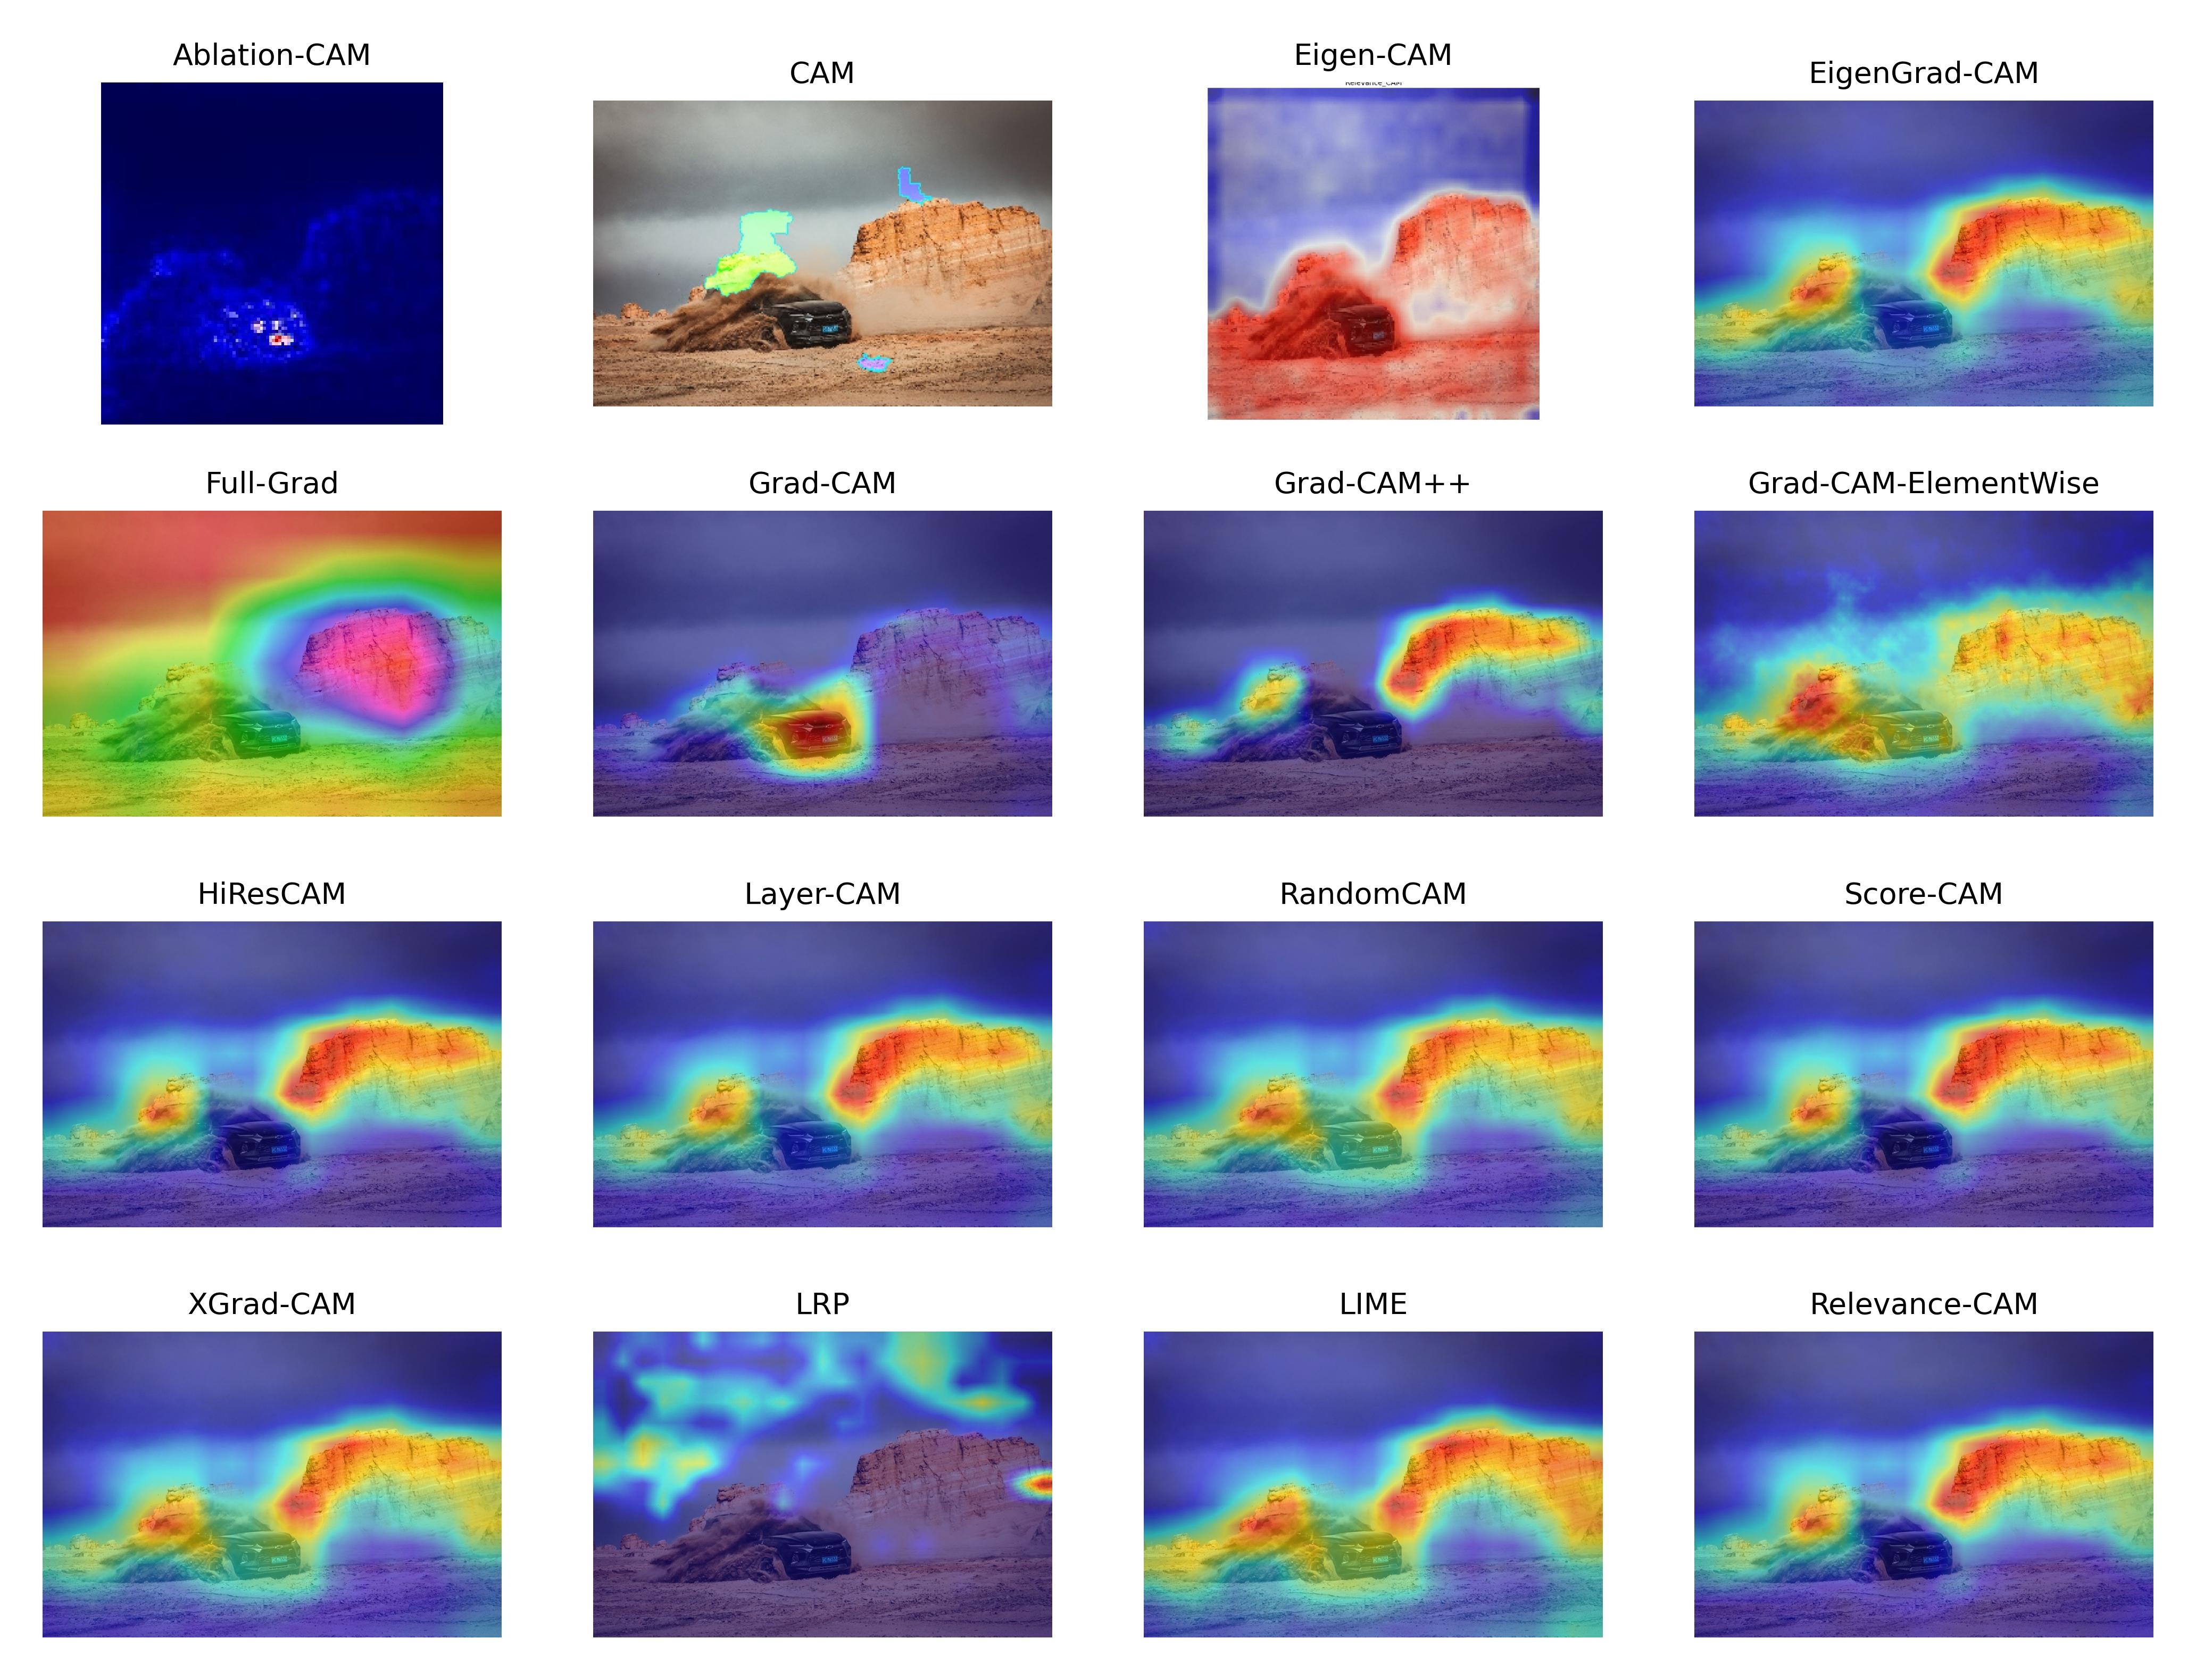 Ablation-CAM
CAM
Eigen-CAM
EigenGrad-CAM
Relevance_CAM
Full-Grad
Grad-CAM
Grad-CAM++
Grad-CAM-ElementWise
HiResCAM
Layer-CAM
RandomCAM
Score-CAM
XGrad-CAM
LRP
LIME
Relevance-CAM